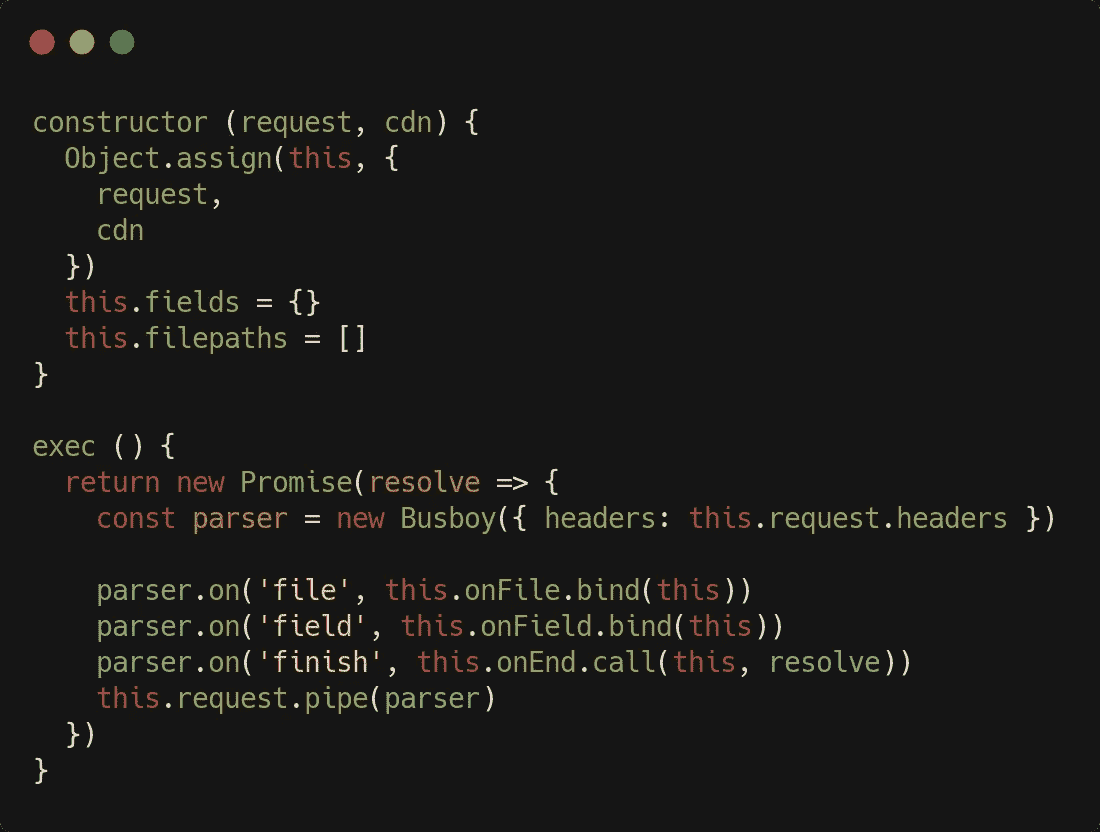 constructor (request, cdn) {
  Object.assign(this, {
    request,
    cdn
  })
  this.fields = {}
  this.filepaths = []
}

exec () {
  return new Promise(resolve => {
    const parser = new Busboy({ headers: this.request.headers })

    parser.on('file', this.onFile.bind(this))
    parser.on('field', this.onField.bind(this))
    parser.on('finish', this.onEnd.call(this, resolve))
    this.request.pipe(parser)
  })
}